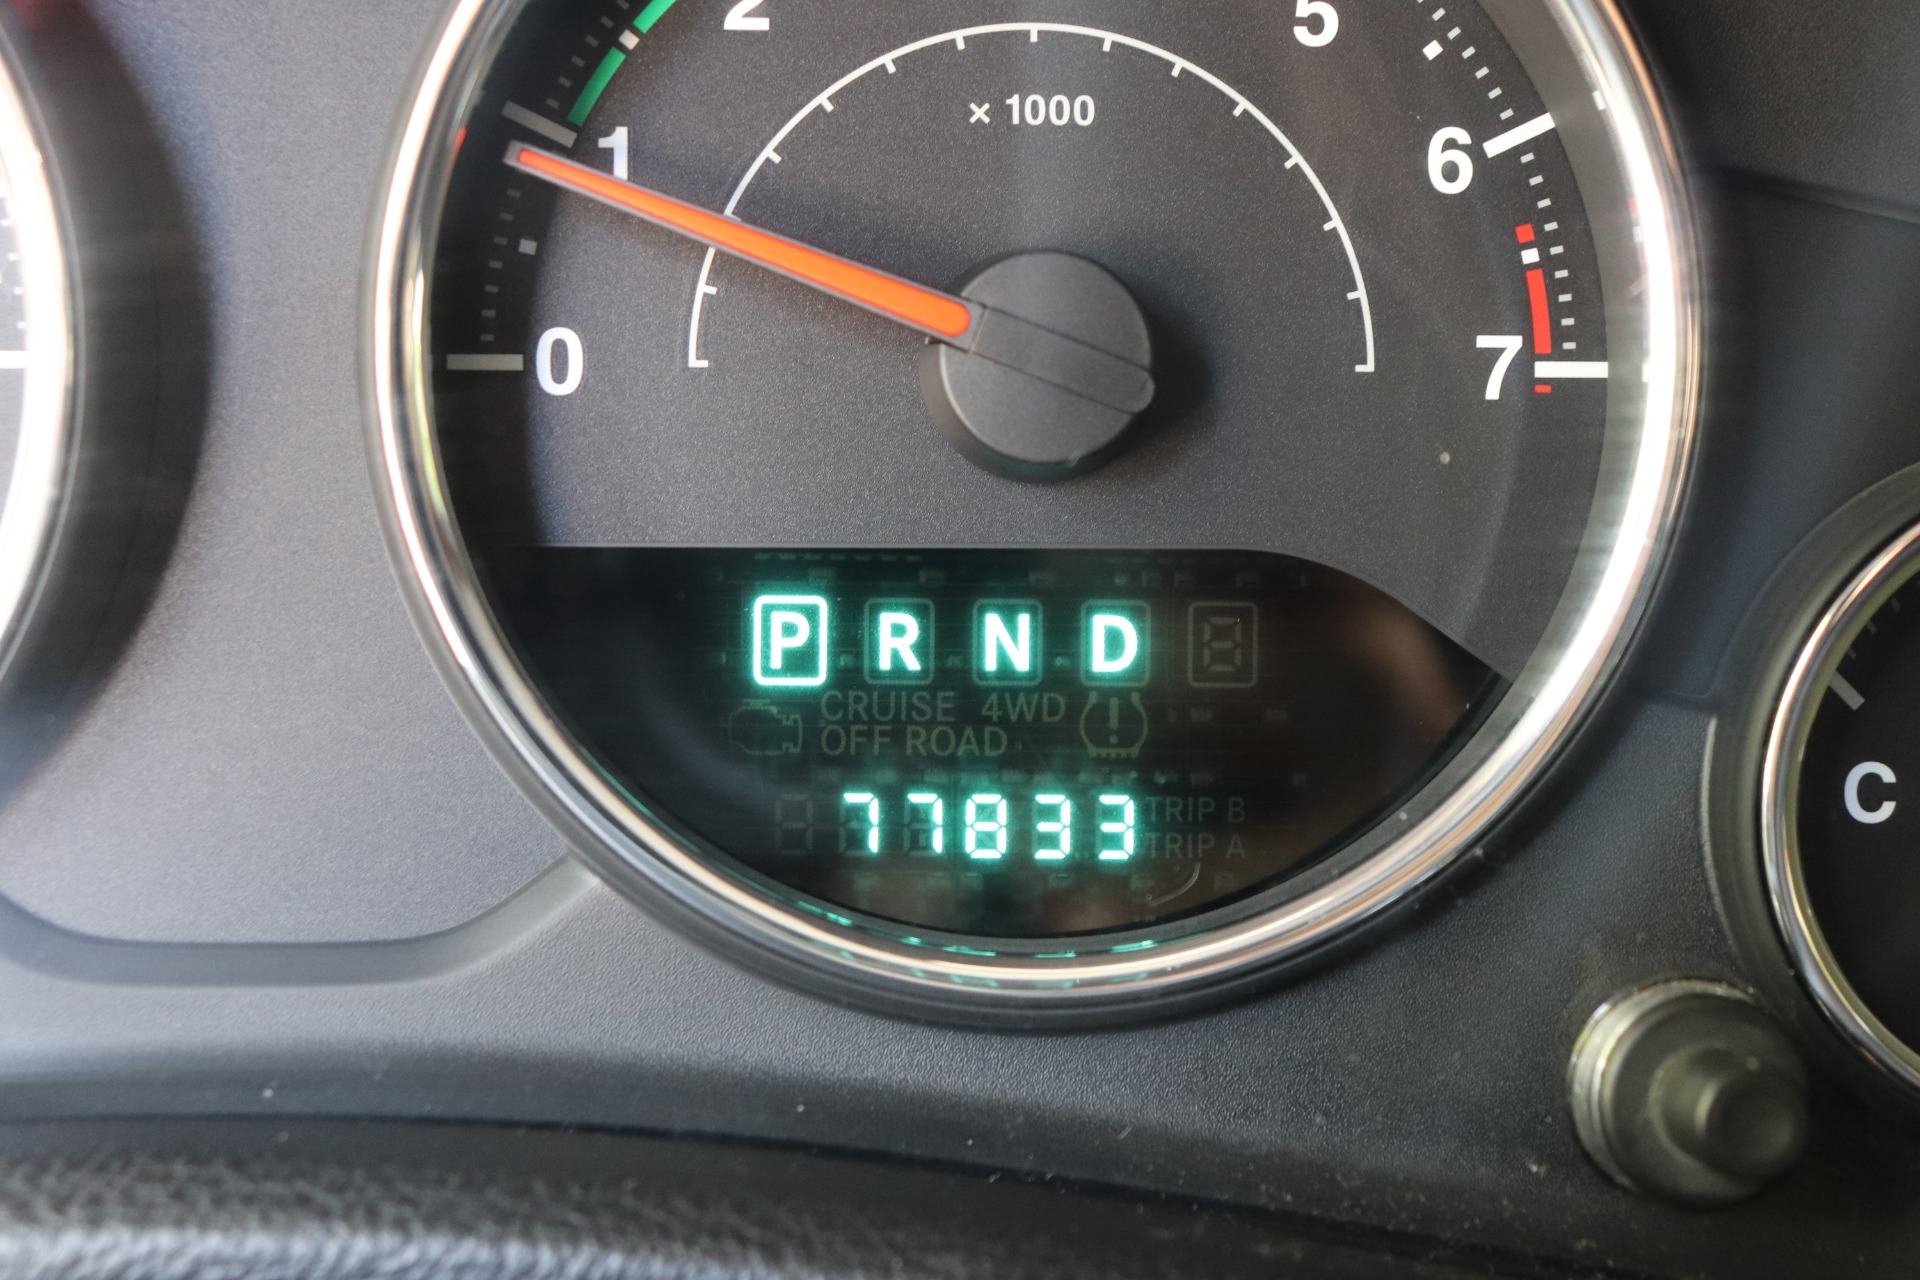 2 5
× 1000
1 6
0 7
P R N D
CRUISE 4WD
OFF ROAD
C
77833 TRIP B
TRIP A